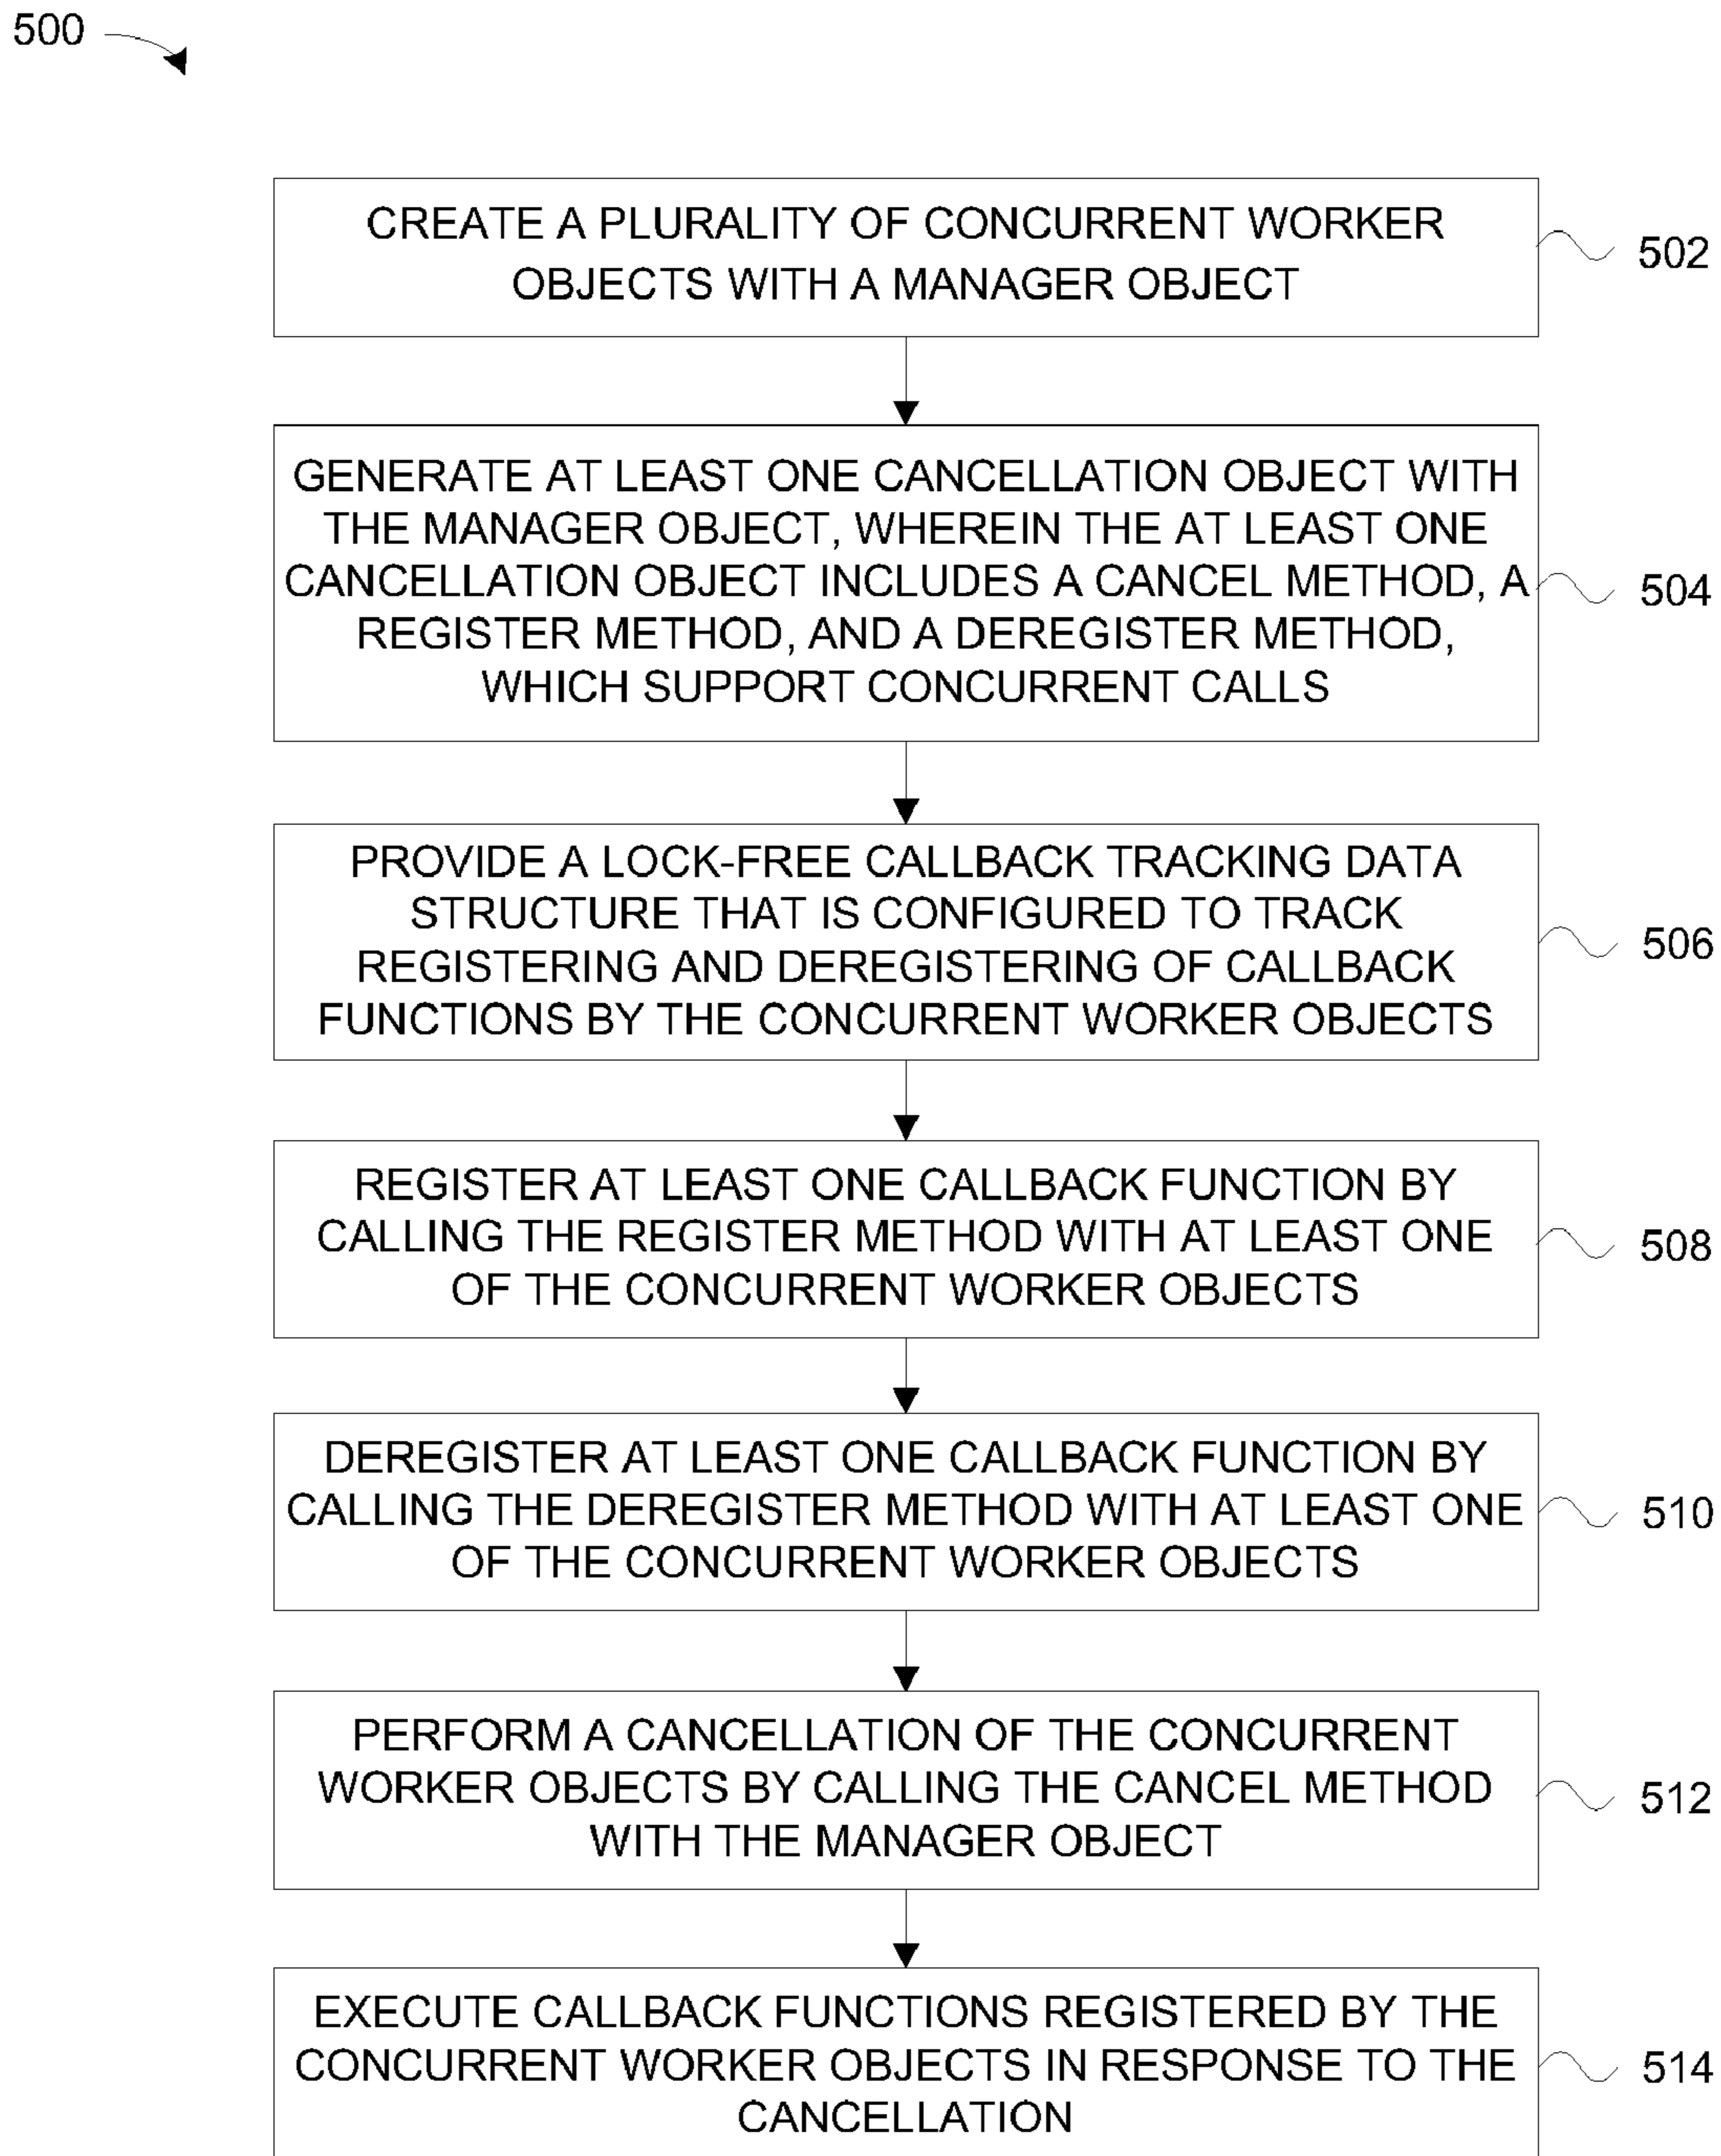 500
CREATE A PLURALITY OF CONCURRENT WORKER
OBJECTS WITH A MANAGER OBJECT
502
GENERATE AT LEAST ONE CANCELLATION OBJECT WITH
THE MANAGER OBJECT, WHEREIN THE AT LEAST ONE
CANCELLATION OBJECT INCLUDES A CANCEL METHOD, A
REGISTER METHOD, AND A DEREGISTER METHOD,
WHICH SUPPORT CONCURRENT CALLS
504
PROVIDE A LOCK-FREE CALLBACK TRACKING DATA
STRUCTURE THAT IS CONFIGURED TO TRACK
REGISTERING AND DEREGISTERING OF CALLBACK
FUNCTIONS BY THE CONCURRENT WORKER OBJECTS
506
REGISTER AT LEAST ONE CALLBACK FUNCTION BY
CALLING THE REGISTER METHOD WITH AT LEAST ONE
OF THE CONCURRENT WORKER OBJECTS
508
DEREGISTER AT LEAST ONE CALLBACK FUNCTION BY
CALLING THE DEREGISTER METHOD WITH AT LEAST ONE
OF THE CONCURRENT WORKER OBJECTS
510
PERFORM A CANCELLATION OF THE CONCURRENT
WORKER OBJECTS BY CALLING THE CANCEL METHOD
WITH THE MANAGER OBJECT
512
EXECUTE CALLBACK FUNCTIONS REGISTERED BY THE
CONCURRENT WORKER OBJECTS IN RESPONSE TO THE
CANCELLATION
514